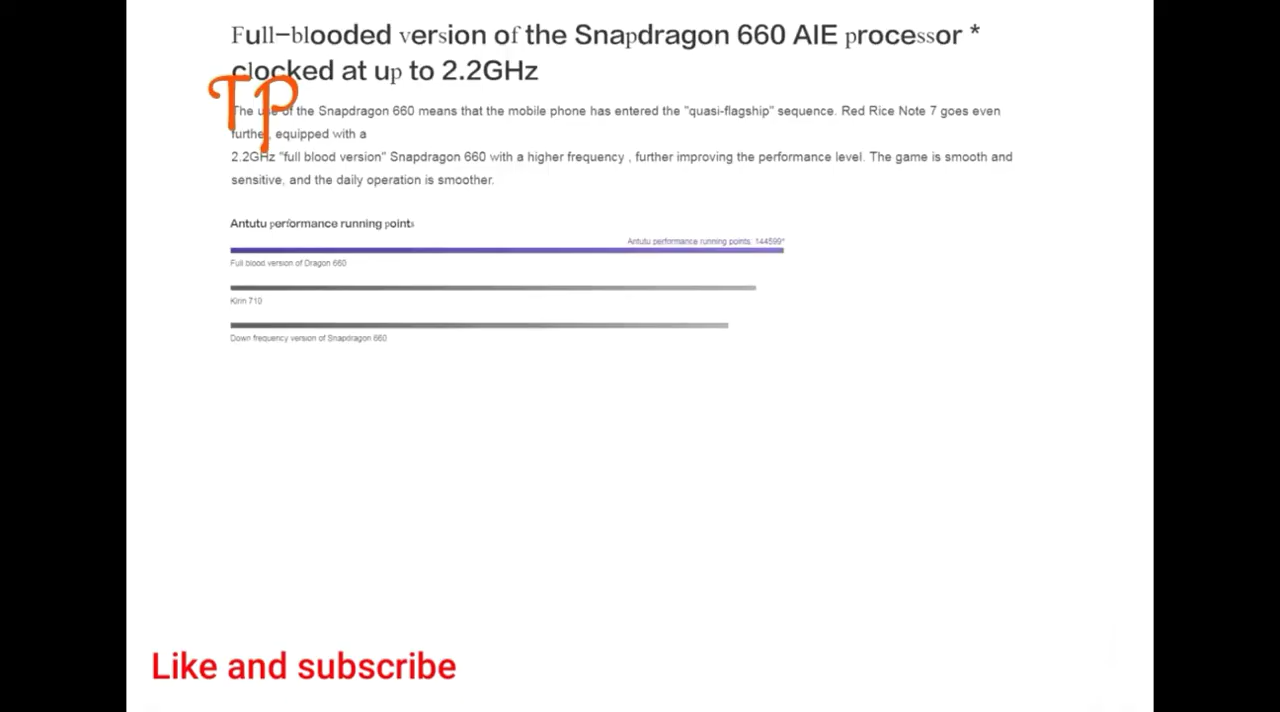 Full-blooded version of the Snapdragon 660 AIE processor *
clocked at up to 2.2GHz
TP
The use of the Snapdragon 660 means that the mobile phone has entered the "quasi-flagship" sequence. Red Rice Note 7 goes even
further, equipped with a
2.2GHz "full blood version" Snapdragon 660 with a higher frequency , further improving the performance level. The game is smooth and
sensitive, and the daily operation is smoother.
Antutu performance running points
Antutu performance running points: 144599*
Full blood version of Dragon 660
Kirin 710
Down frequency version of Snapdragon 660
Like and subscribe